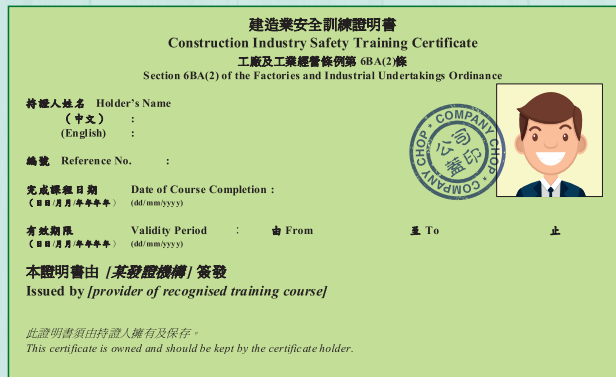 建造業安全訓練證明書
Construction Industry Safety Training Certificate
工廠及工業經營條例第 6BA(2)條
Section 6BA(2) of the Factories and Industrial Undertakings Ordinance
持證人姓名 Holder's Name
（中文） :
(English) :
編號 Reference No. :
COMPANY CHOP • COMPANY CHOP •
公司
蓋印
完成課程日期 Date of Course Completion :
（日日/月月/年年年年） (dd/mm/yyyy)
有效期限 Validity Period : 由 From 至 To 止
（日日/月月/年年年年） (dd/mm/yyyy)
本證明書由 [某發證機構] 簽發
Issued by [provider of recognised training course]
此證明書須由持證人擁有及保存。
This certificate is owned and should be kept by the certificate holder.